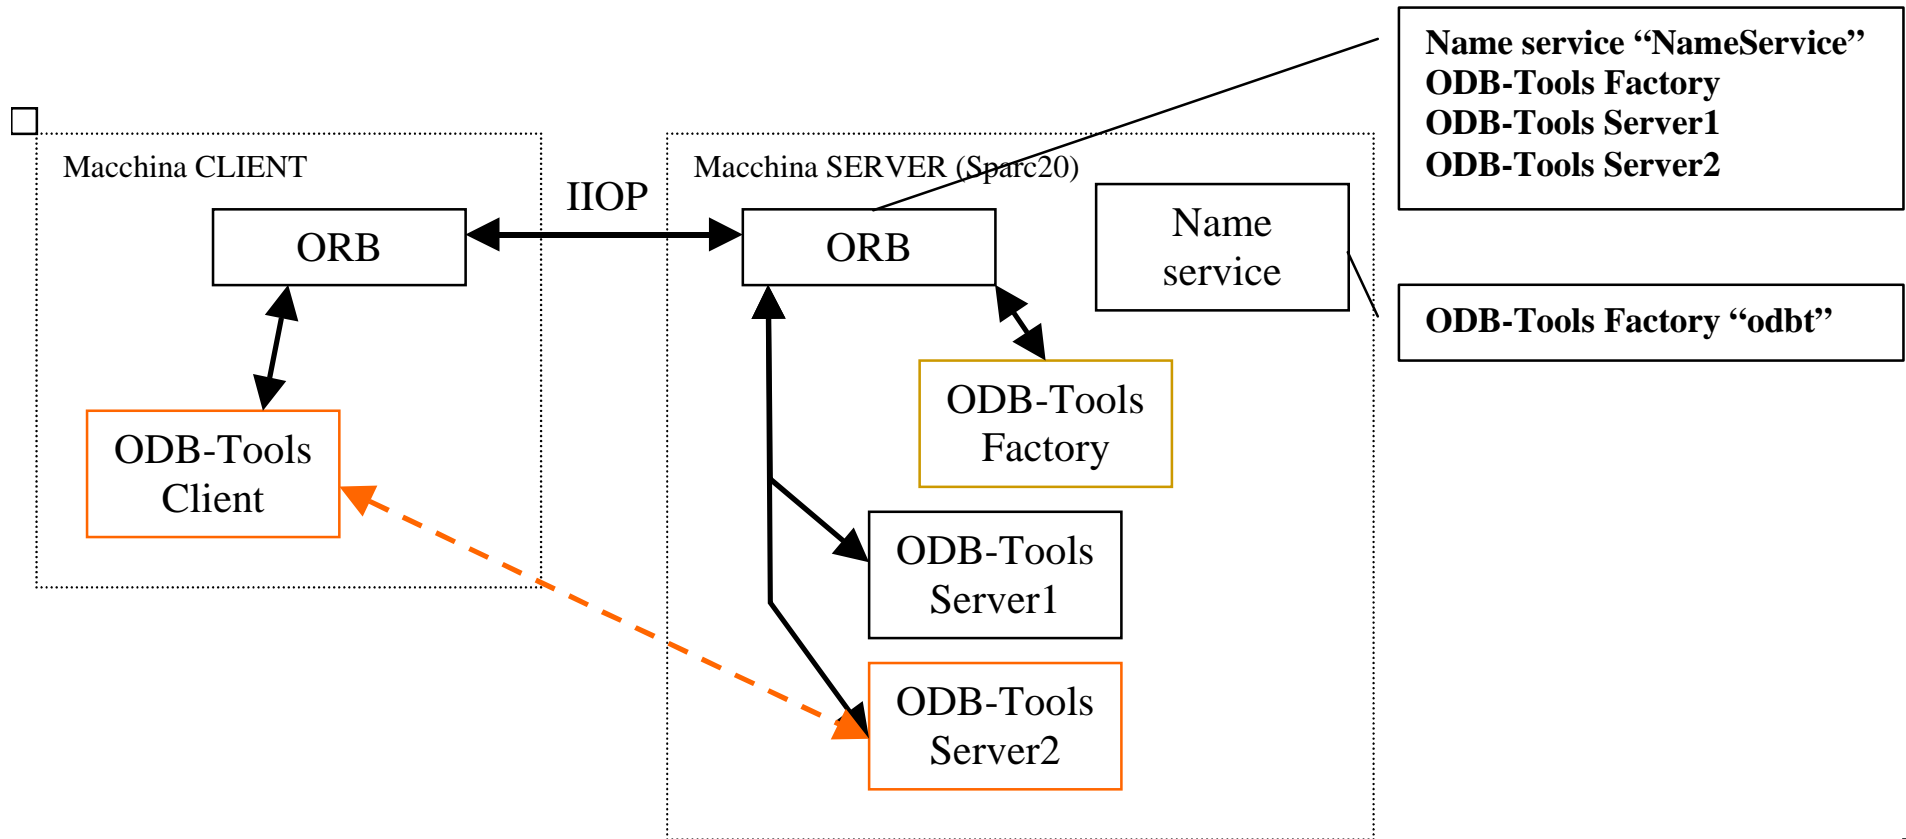 Name service “NameService”
ODB-Tools Factory
ODB-Tools Server1
ODB-Tools Server2
Macchina CLIENT
Macchina SERVER (Sparc20)
IIOP
ORB
ORB
Name
service
ODB-Tools Factory “odbt”
ODB-Tools
Factory
ODB-Tools
Client
ODB-Tools
Server1
ODB-Tools
Server2